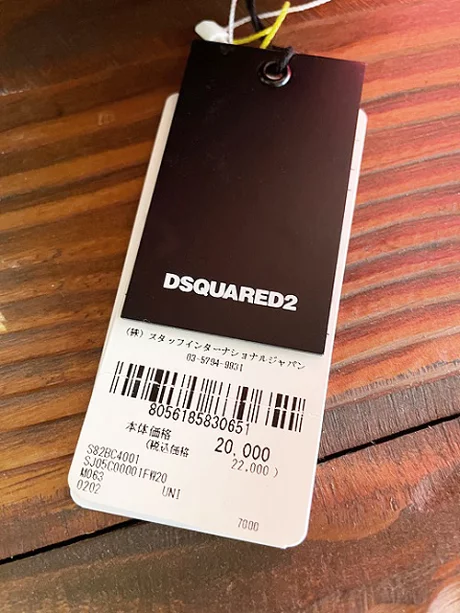 DSQUARED2
(株) スタッフインターナショナルジャパン
03-5794-9931
8056185830651
本体価格 20,000
(税込価格 22,000 )
S82BC4001
SJ05C00001FW20
M063
0202 UNI
7000